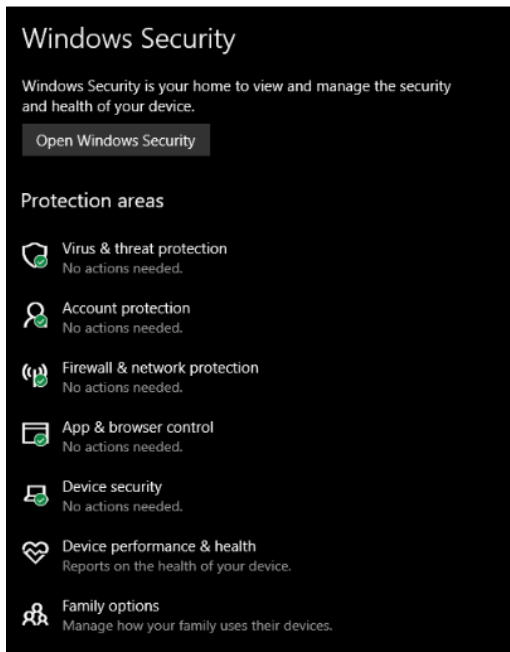 Windows Security
Windows Security is your home to view and manage the security
and health of your device.
Open Windows Security
Protection areas
Virus & threat protection
No actions needed.
Account protection
No actions needed.
Firewall & network protection
No actions needed.
App & browser control
No actions needed.
Device security
No actions needed.
Device performance & health
Reports on the health of your device.
Family options
Manage how your family uses their devices.